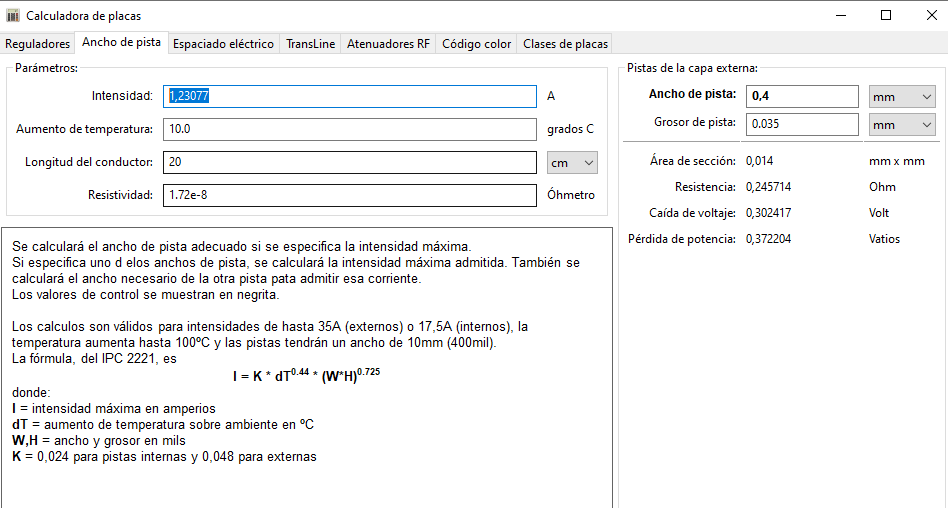 Calculadora de placas
Reguladores Ancho de pista Espaciado eléctrico TransLine Atenuadores RF Código color Clases de placas
Parámetros:
Intensidad: 1,23077 A
Aumento de temperatura: 10.0 grados C
Longitud del conductor: 20 cm
Resistividad: 1.72e-8 Óhmetro
Se calculará el ancho de pista adecuado si se especifica la intensidad máxima.
Si especifica uno d elos anchos de pista, se calculará la intensidad máxima admitida. También se
calculará el ancho necesario de la otra pista pata admitir esa corriente.
Los valores de control se muestran en negrita.
Los calculos son válidos para intensidades de hasta 35A (externos) o 17,5A (internos), la
temperatura aumenta hasta 100ºC y las pistas tendrán un ancho de 10mm (400mil).
La fórmula, del IPC 2221, es
I = K * dT^0.44 * (W*H)^0.725
donde:
I = intensidad máxima en amperios
dT = aumento de temperatura sobre ambiente en ºC
W,H = ancho y grosor en mils
K = 0,024 para pistas internas y 0,048 para externas
Pistas de la capa externa:
Ancho de pista: 0,4 mm
Grosor de pista: 0.035 mm
Área de sección: 0,014 mm x mm
Resistencia: 0,245714 Ohm
Caída de voltaje: 0,302417 Volt
Pérdida de potencia: 0,372204 Vatios